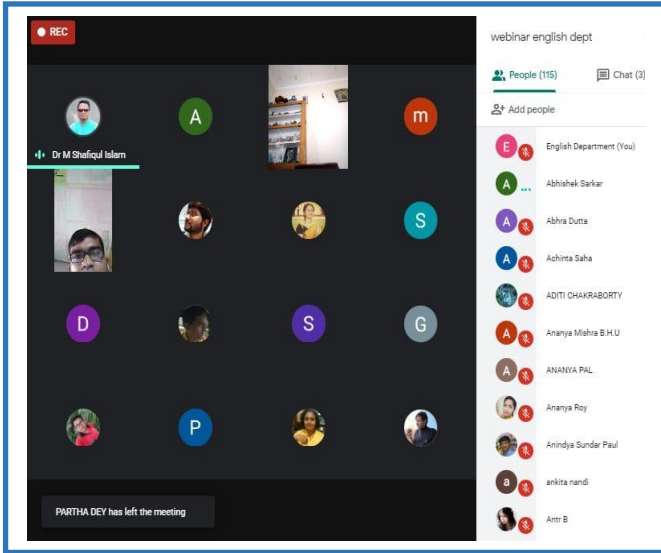 REC
webinar english dept
People (115)
Chat (3)
Add people
Dr M Shafiqul Islam
A
m
S
D
S
G
P
PARTHA DEY has left the meeting
E English Department (You)
A Abhishek Sarkar
A Abhra Dutta
A Achinta Saha
ADITI CHAKRABORTY
A Ananya Mishra B.H.U
A ANANYA PAL
Ananya Roy
Anindya Sundar Paul
a ankita nandi
Antr B